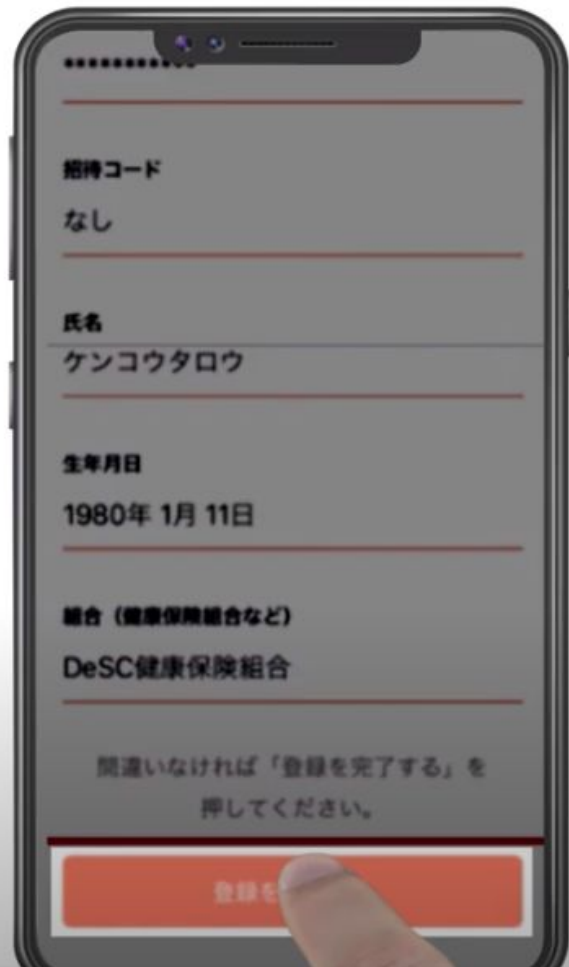 招待コード
なし
氏名
ケンコウタロウ
生年月日
1980年 1月 11日
組合（健康保険組合など）
DeSC健康保険組合
間違いなければ「登録を完了する」を
押してください。
登録を